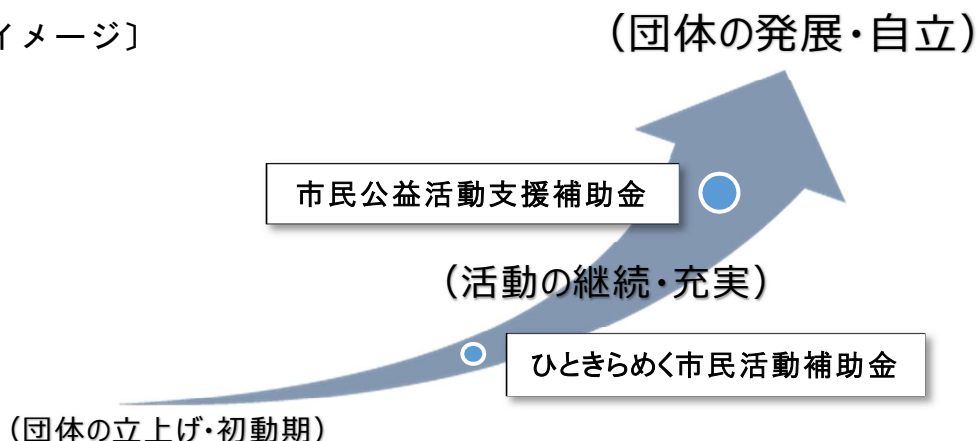 イメージ〕
（団体の発展・自立）
市民公益活動支援補助金
（活動の継続・充実）
ひときらめく市民活動補助金
（団体の立上げ・初動期）